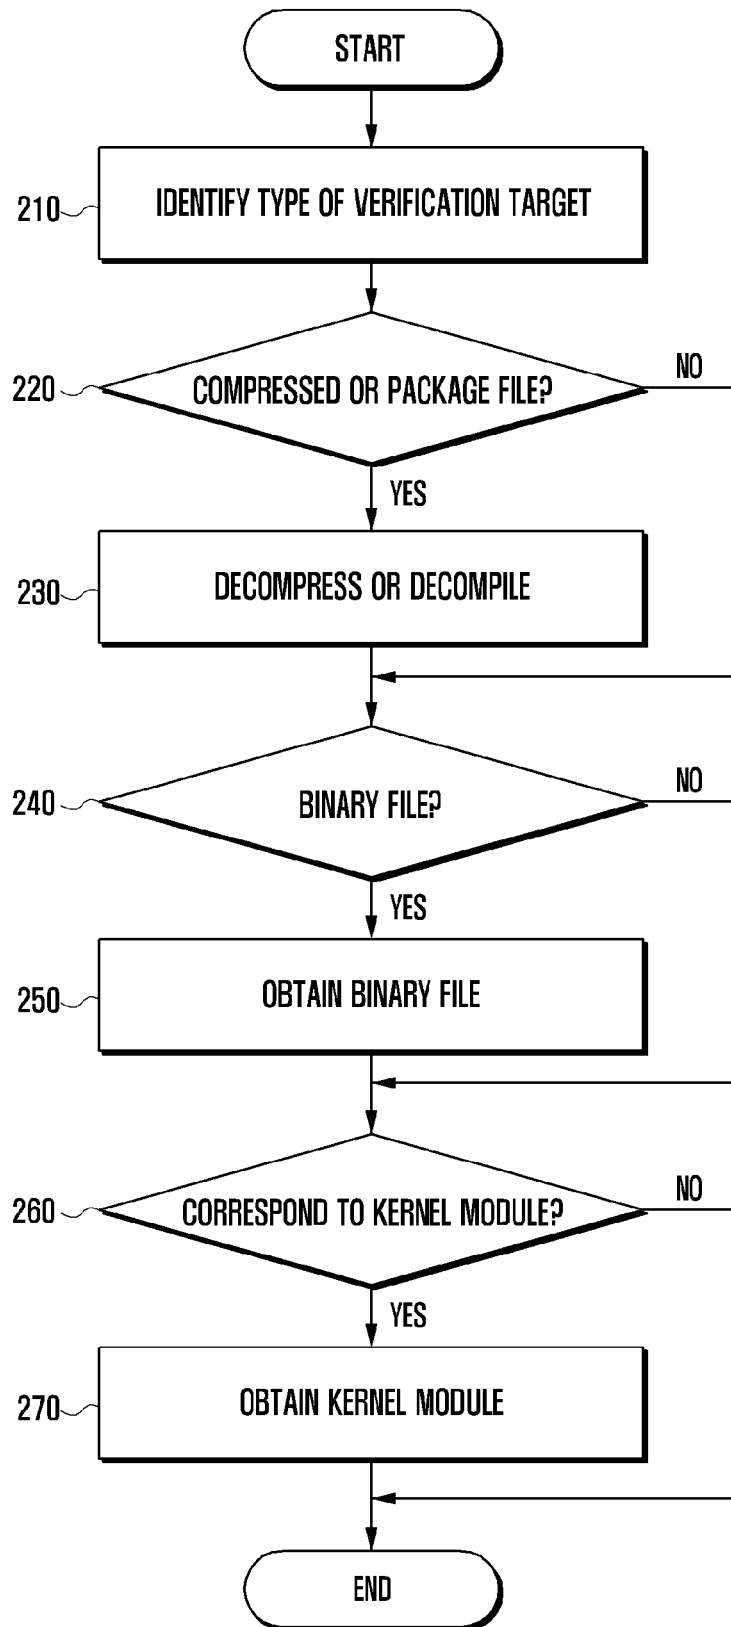 START
210
IDENTIFY TYPE OF VERIFICATION TARGET
220
COMPRESSED OR PACKAGE FILE?
NO
YES
230
DECOMPRESS OR DECOMPILE
240
BINARY FILE?
NO
YES
250
OBTAIN BINARY FILE
260
CORRESPOND TO KERNEL MODULE?
NO
YES
270
OBTAIN KERNEL MODULE
END